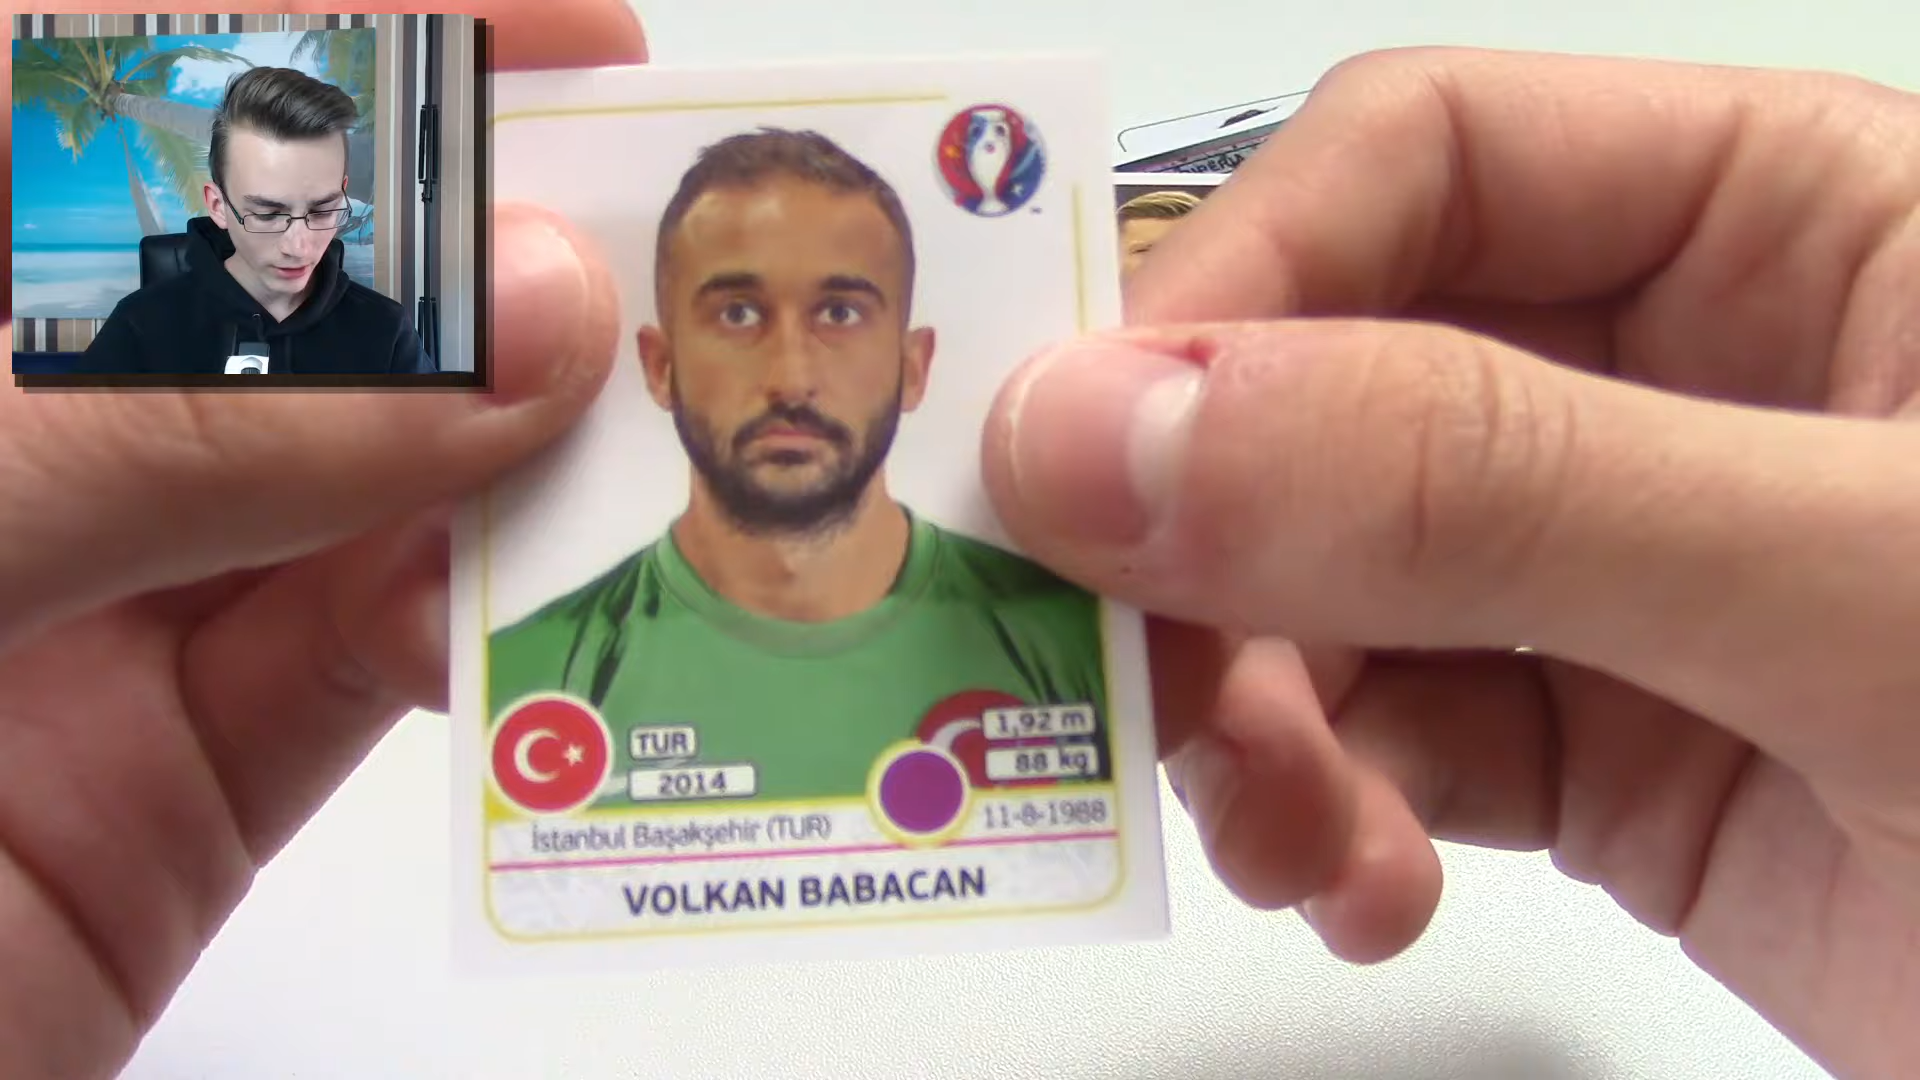 TUR
2014
1,92 m
88 kg
İstanbul Başakşehir (TUR)
11-8-1988
VOLKAN BABACAN